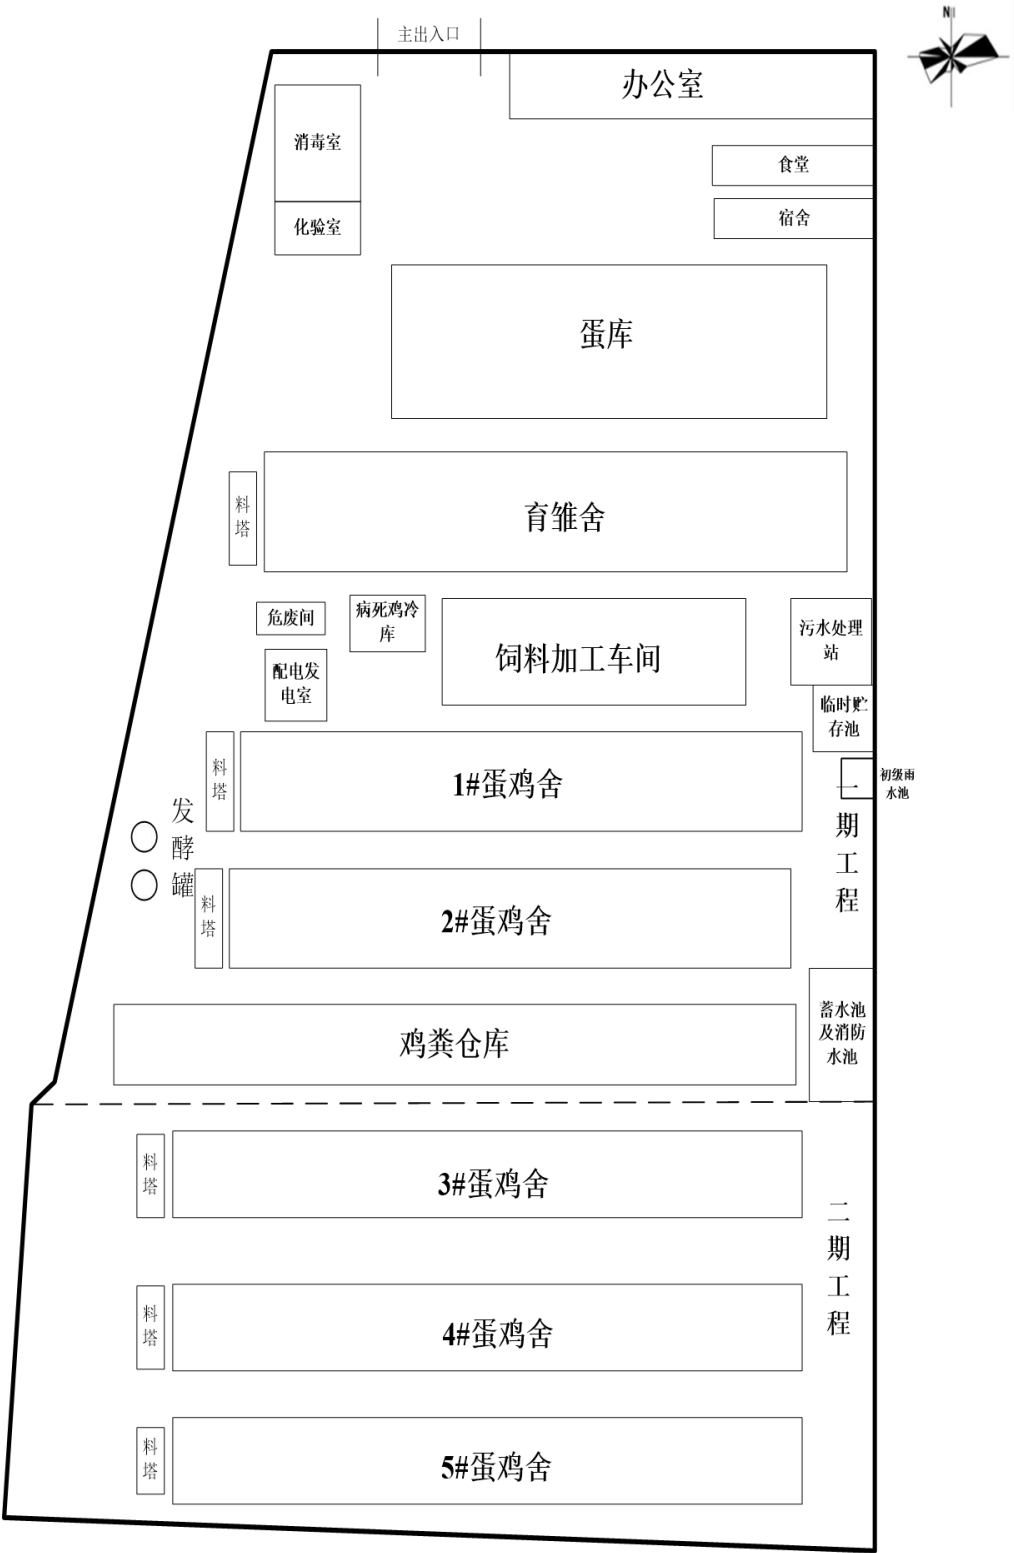 N
主出入口
办公室
消毒室
食堂
化验室
宿舍
蛋库
料
塔
育雏舍
危废间
病死鸡冷
库
饲料加工车间
污水处理
站
配电发
电室
临时贮
存池
料
塔
1#蛋鸡舍
初级雨
水池
一
期
工
程
发
酵
罐
料
塔
2#蛋鸡舍
鸡粪仓库
蓄水池
及消防
水池
料
塔
3#蛋鸡舍
二
期
工
程
料
塔
4#蛋鸡舍
料
塔
5#蛋鸡舍